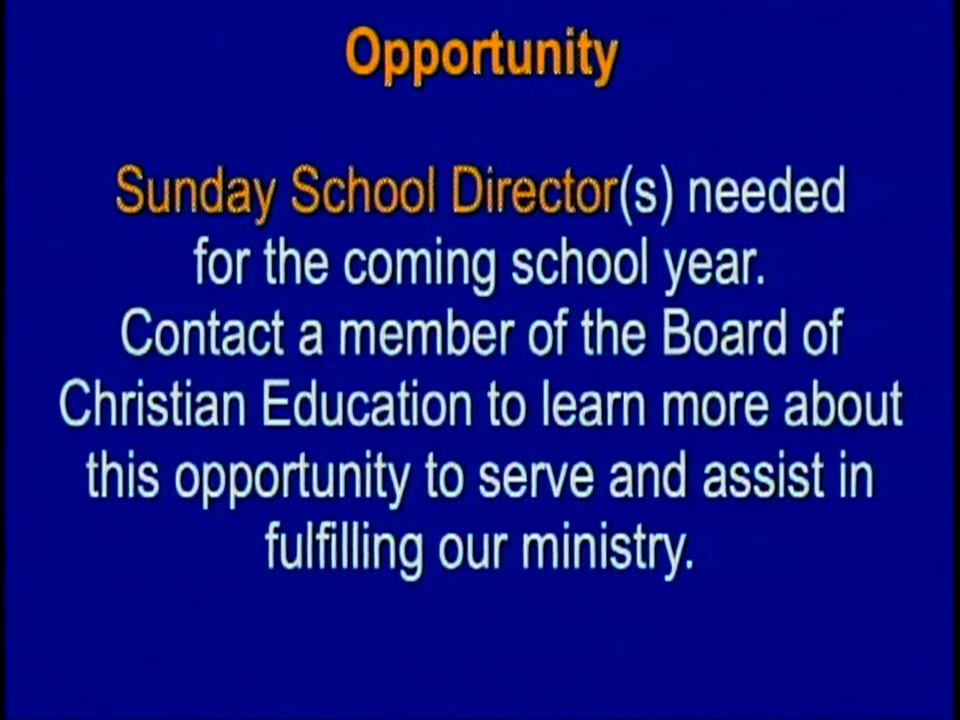 Opportunity
Sunday School Director(s) needed
for the coming school year.
Contact a member of the Board of
Christian Education to learn more about
this opportunity to serve and assist in
fulfilling our ministry.